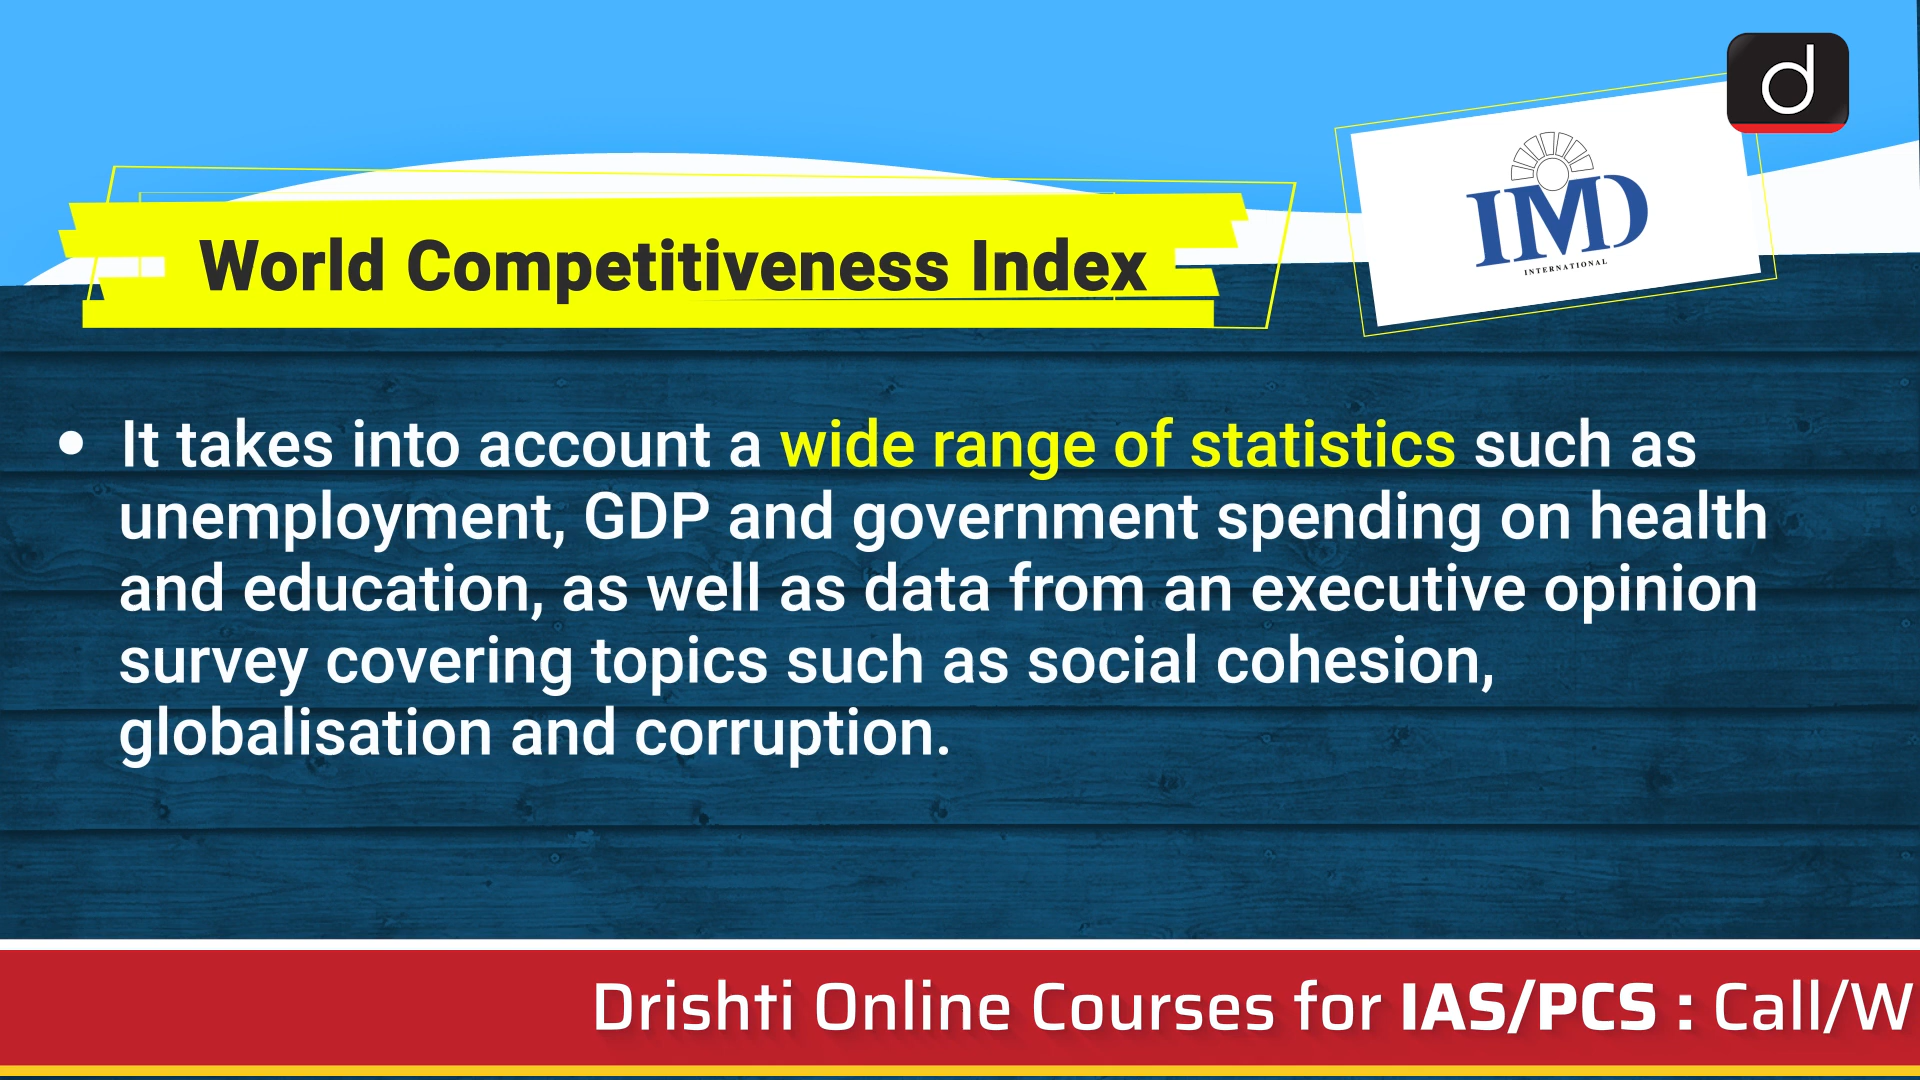 d
IMD
INTERNATIONAL
World Competitiveness Index
• It takes into account a wide range of statistics such as
unemployment, GDP and government spending on health
and education, as well as data from an executive opinion
survey covering topics such as social cohesion,
globalisation and corruption.
Drishti Online Courses for IAS/PCS : Call/W